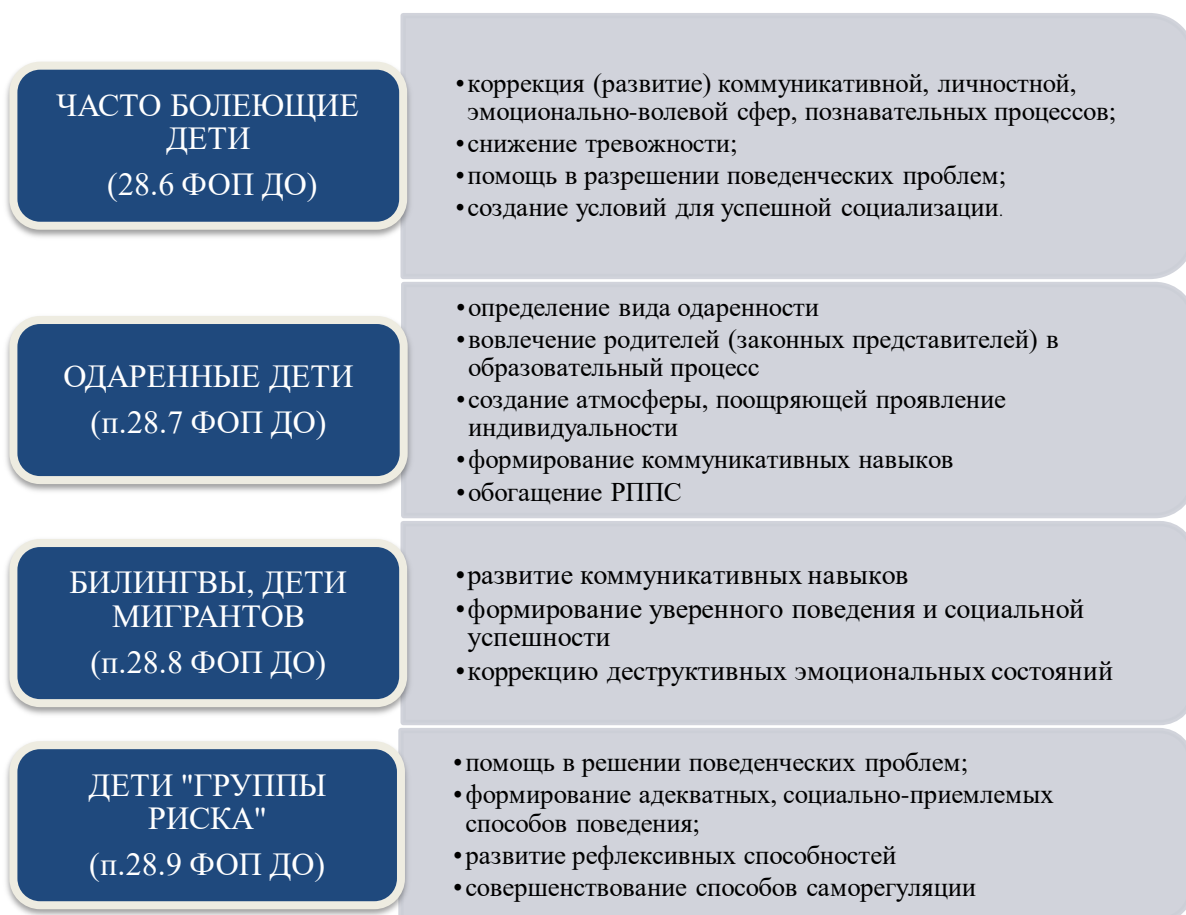 ЧАСТО БОЛЕЮЩИЕ
ДЕТИ
(28.6 ФОП ДО)
•коррекция (развитие) коммуникативной, личностной,
эмоционально-волевой сфер, познавательных процессов;
•снижение тревожности;
•помощь в разрешении поведенческих проблем;
•создание условий для успешной социализации.
ОДАРЕННЫЕ ДЕТИ
(п.28.7 ФОП ДО)
•определение вида одаренности
•вовлечение родителей (законных представителей) в
образовательный процесс
•создание атмосферы, поощряющей проявление
индивидуальности
•формирование коммуникативных навыков
•обогащение РППС
БИЛИНГВЫ, ДЕТИ
МИГРАНТОВ
(п.28.8 ФОП ДО)
•развитие коммуникативных навыков
•формирование уверенного поведения и социальной
успешности
•коррекцию деструктивных эмоциональных состояний
ДЕТИ "ГРУППЫ
РИСКА"
(п.28.9 ФОП ДО)
•помощь в решении поведенческих проблем;
•формирование адекватных, социально-приемлемых
способов поведения;
•развитие рефлексивных способностей
•совершенствование способов саморегуляции